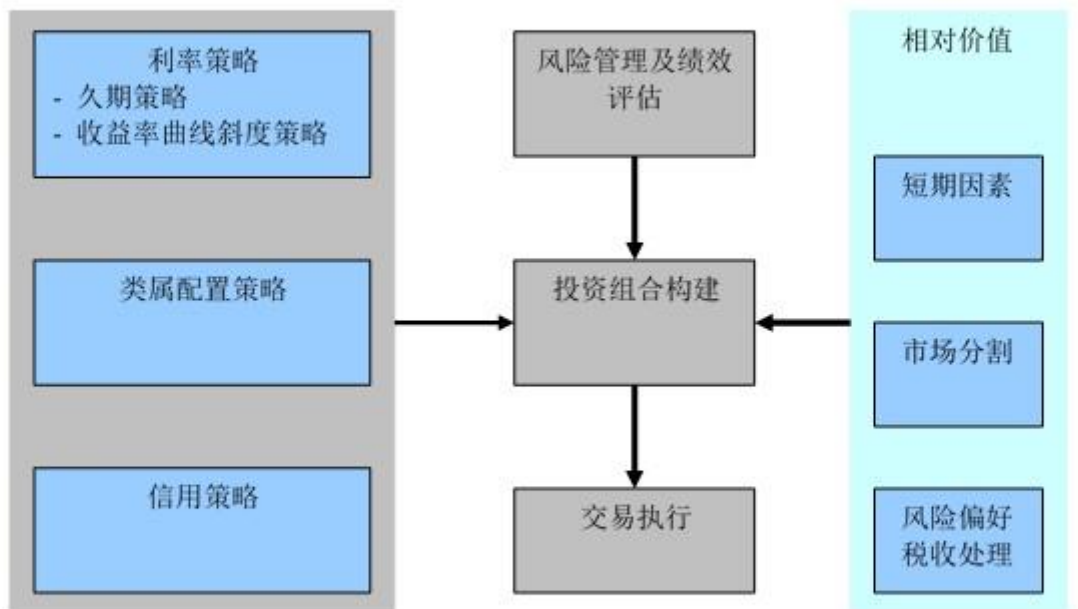 利率策略
- 久期策略
- 收益率曲线斜度策略
类属配置策略
信用策略
风险管理及绩效
评估
投资组合构建
交易执行
相对价值
短期因素
市场分割
风险偏好
税收处理